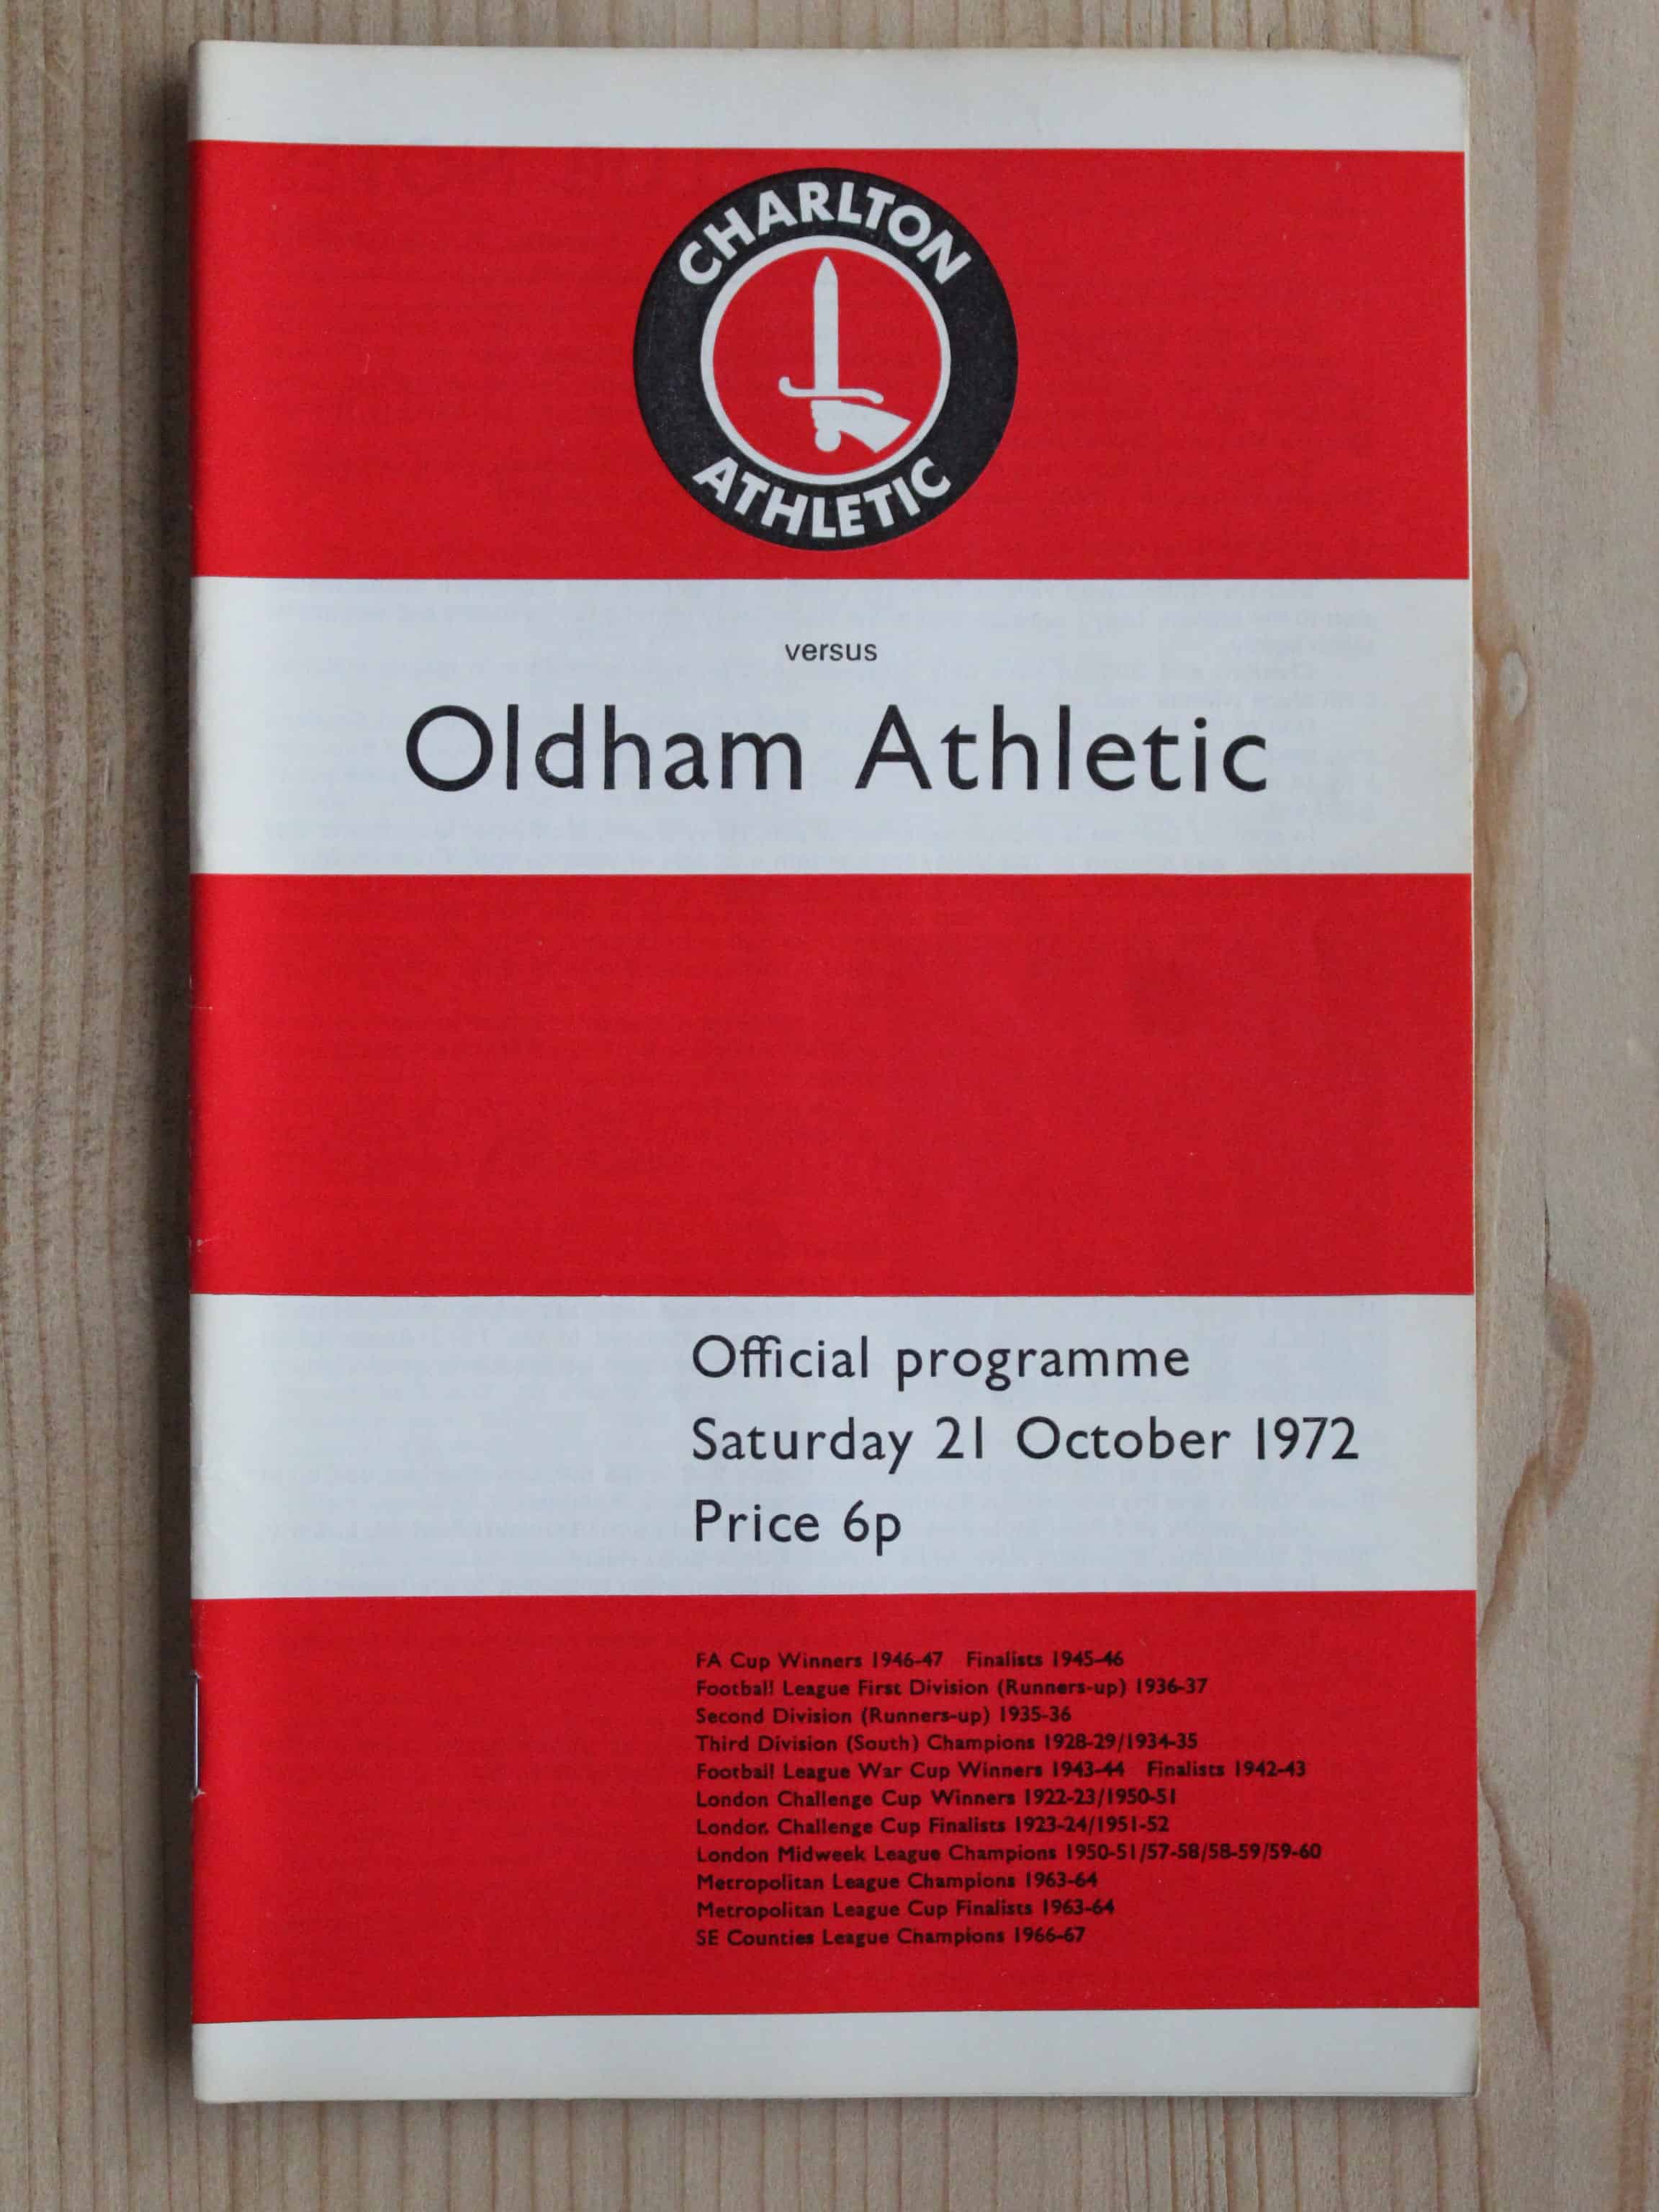 CHARLTON
ATHLETIC
versus
Oldham Athletic
Official programme
Saturday 21 October 1972
Price 6p
FA Cup Winners 1946-47 Finalists 1945-46
Football League First Division (Runners-up) 1936-37
Second Division (Runners-up) 1935-36
Third Division (South) Champions 1928-29/1934-35
Football League War Cup Winners 1943-44 Finalists 1942-43
London Challenge Cup Winners 1922-23/1950-51
London Challenge Cup Finalists 1923-24/1951-52
London Midweek League Champions 1950-51/57-58/58-59/59-60
Metropolitan League Champions 1963-64
Metropolitan League Cup Finalists 1963-64
SE Counties League Champions 1966-67